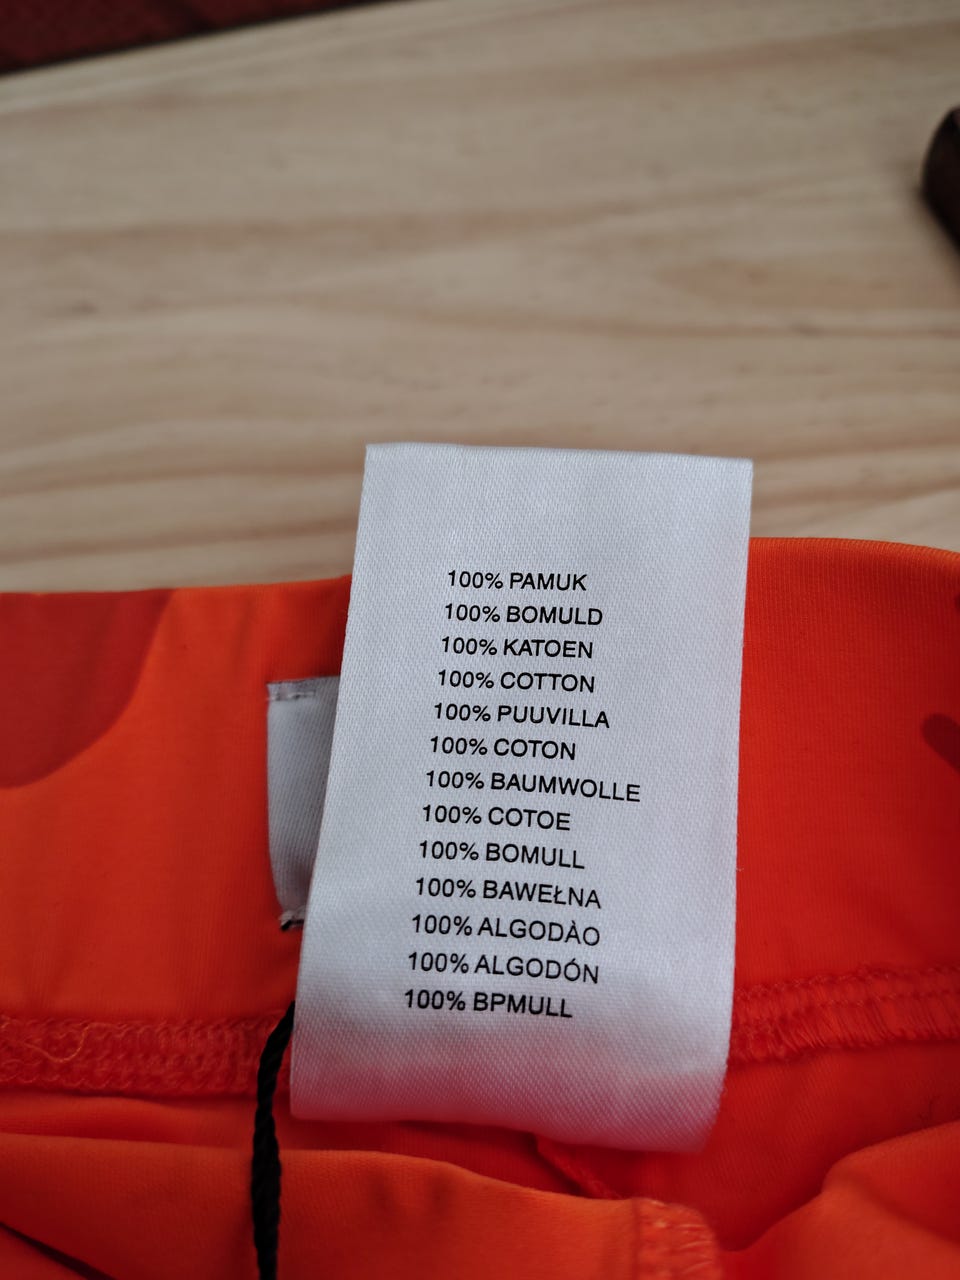 100% PAMUK
100% BOMULD
100% KATOEN
100% COTTON
100% PUUVILLA
100% COTON
100% BAUMWOLLE
100% COTOE
100% BOMULL
100% BAWEŁNA
100% ALGODÀO
100% ALGODÓN
100% BPMULL